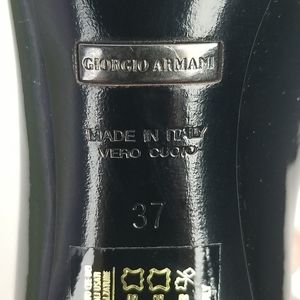 GIORGIO ARMANI
MADE IN ITALY
VERO CUOIO
37